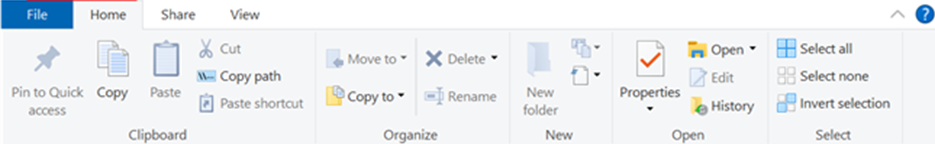 File Home Share View
Pin to Quick access
Copy
Paste
Cut
Copy path
Paste shortcut
Clipboard
Move to
Copy to
Delete
Rename
Organize
New folder
New
Properties
Open
Edit
History
Open
Select all
Select none
Invert selection
Select